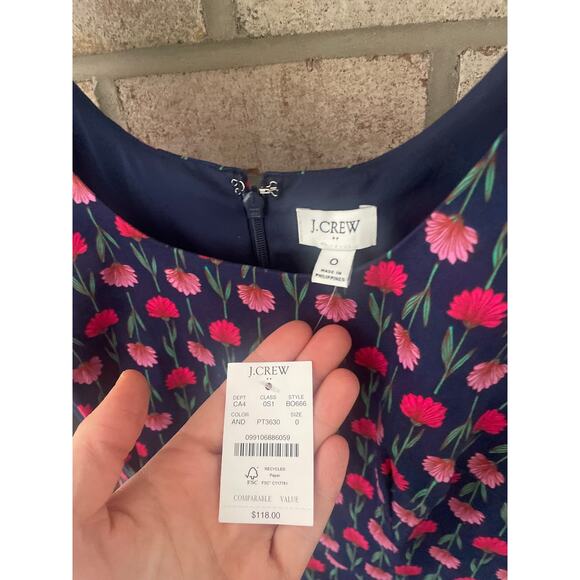 J.CREW
0
MADE IN
PHILIPPINES
J.CREW
DEPT CLASS STYLE
CA4 0S1 BO666
COLOR SIZE
AND PT3630 0
099106886059
FSC
RECYCLED
Paper
COMPARABLE VALUE
$118.00